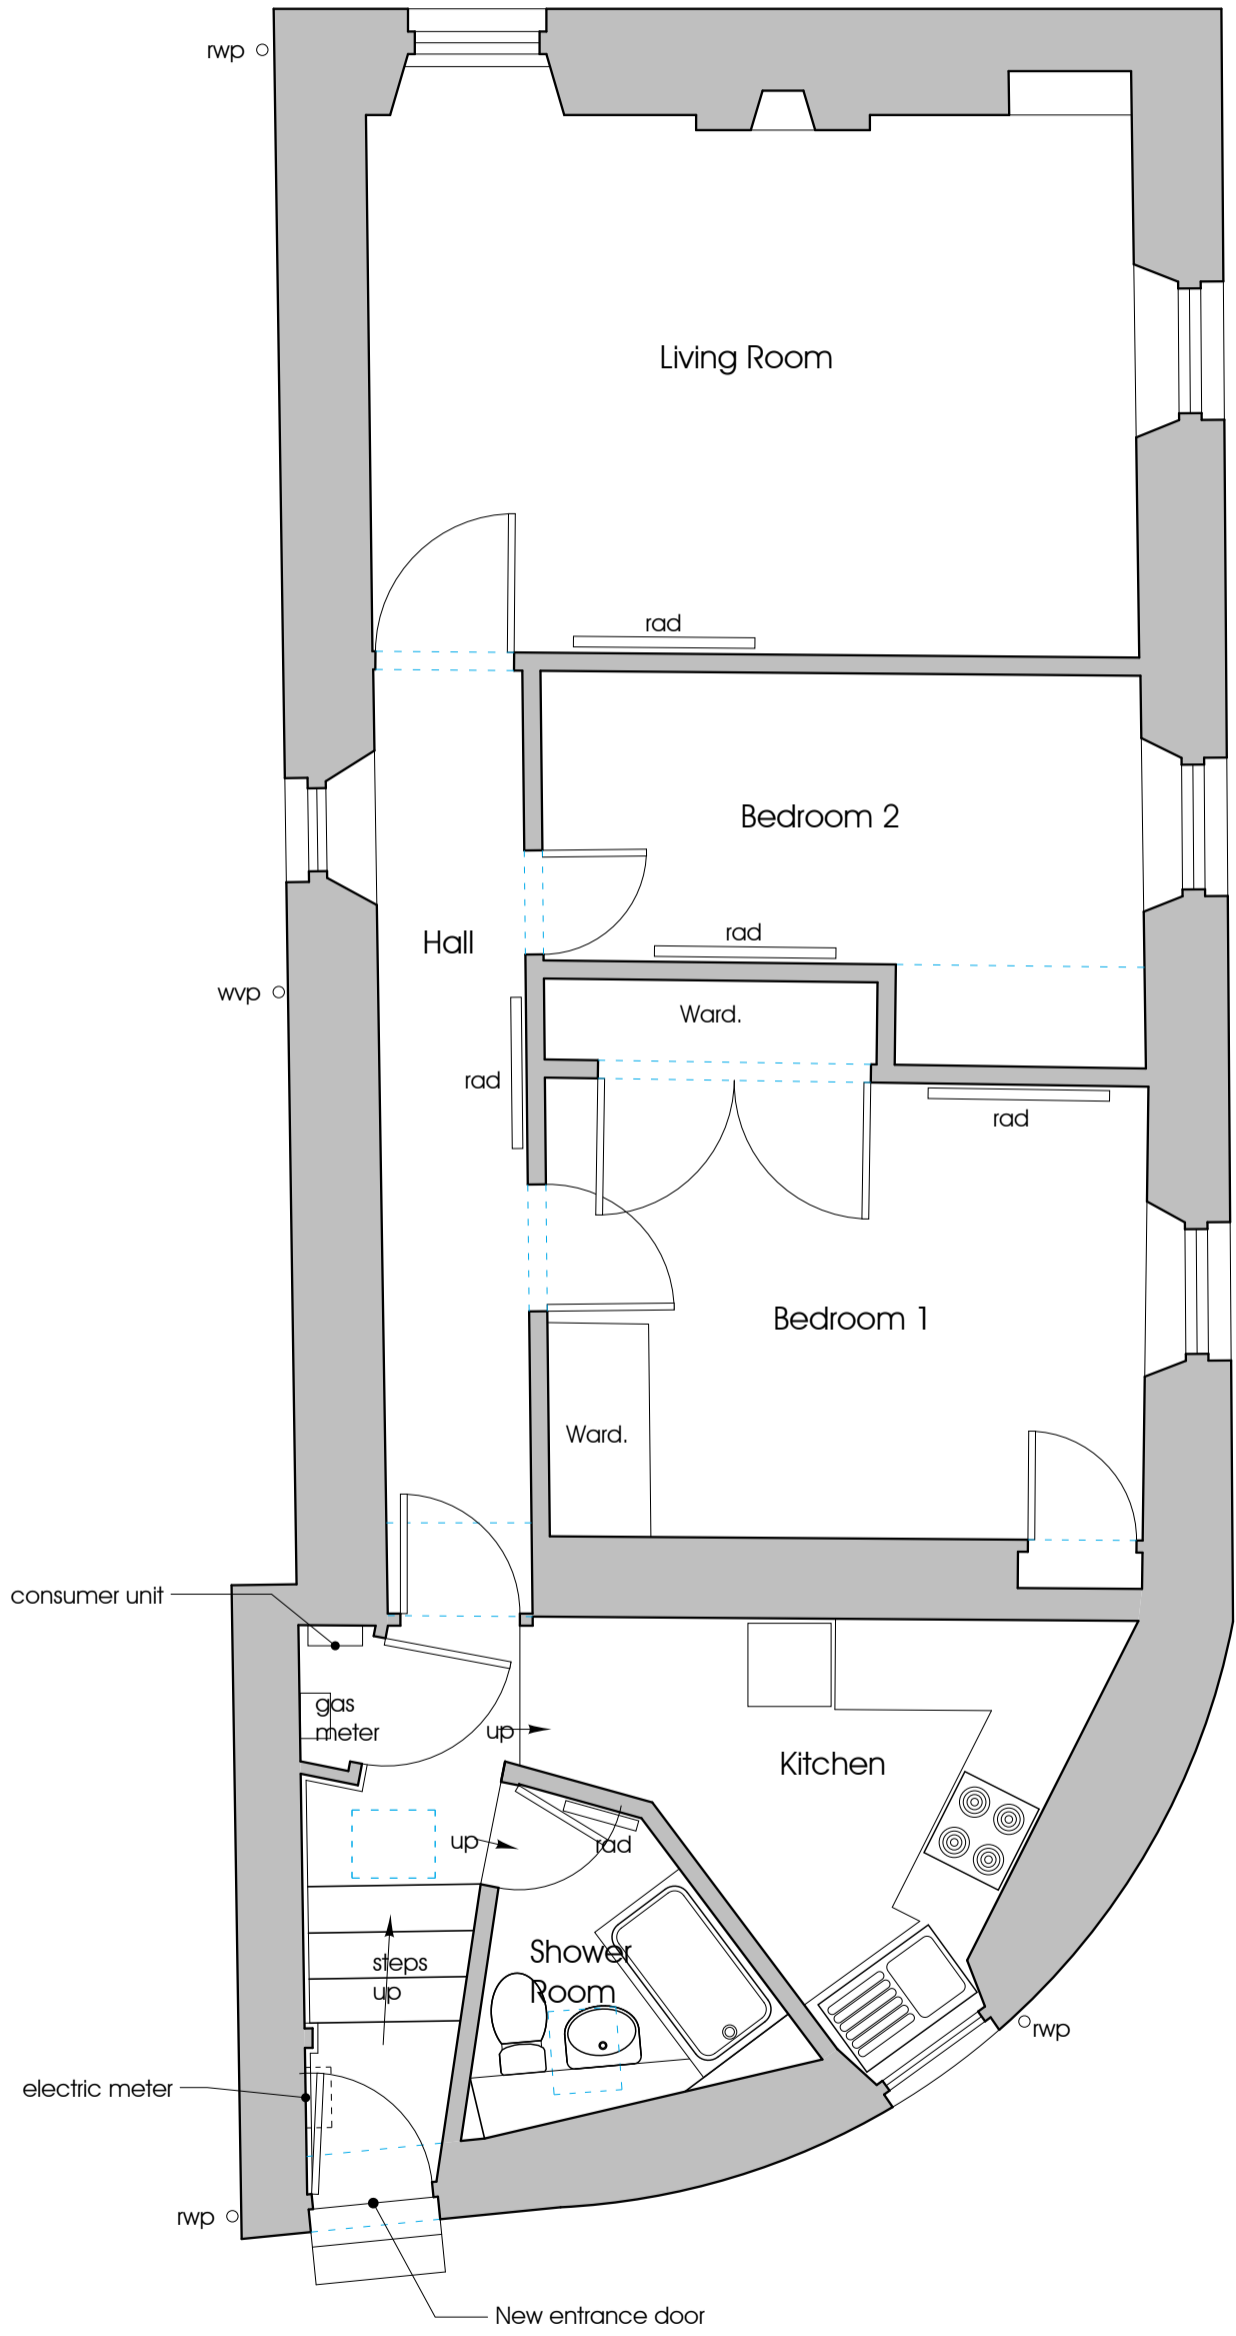 rwp
Living Room
rad
Bedroom 2
rad
Hall
wvp
Ward.
rad
rad
Bedroom 1
Ward.
consumer unit
gas
meter
up
Kitchen
up
rad
Shower
Room
steps
up
rwp
electric meter
rwp
New entrance door